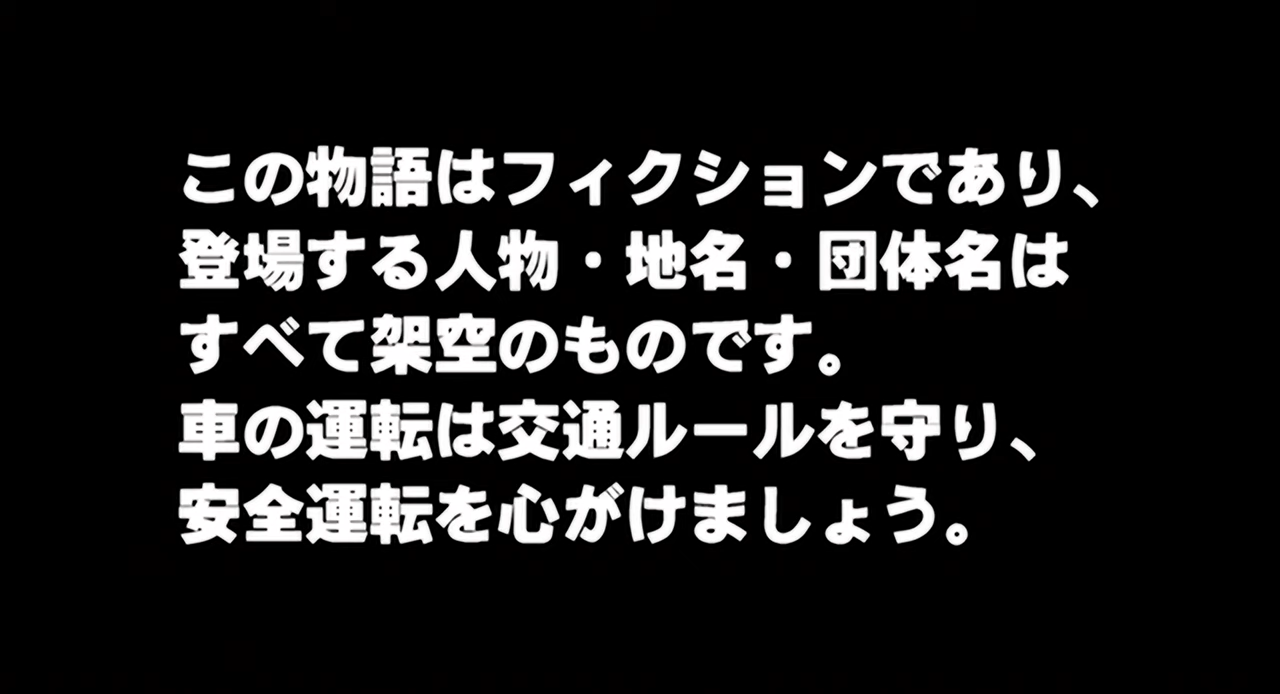 この物語はフィクションであり、
登場する人物・地名・団体名は
すべて架空のものです。
車の運転は交通ルールを守り、
安全運転を心がけましょう。